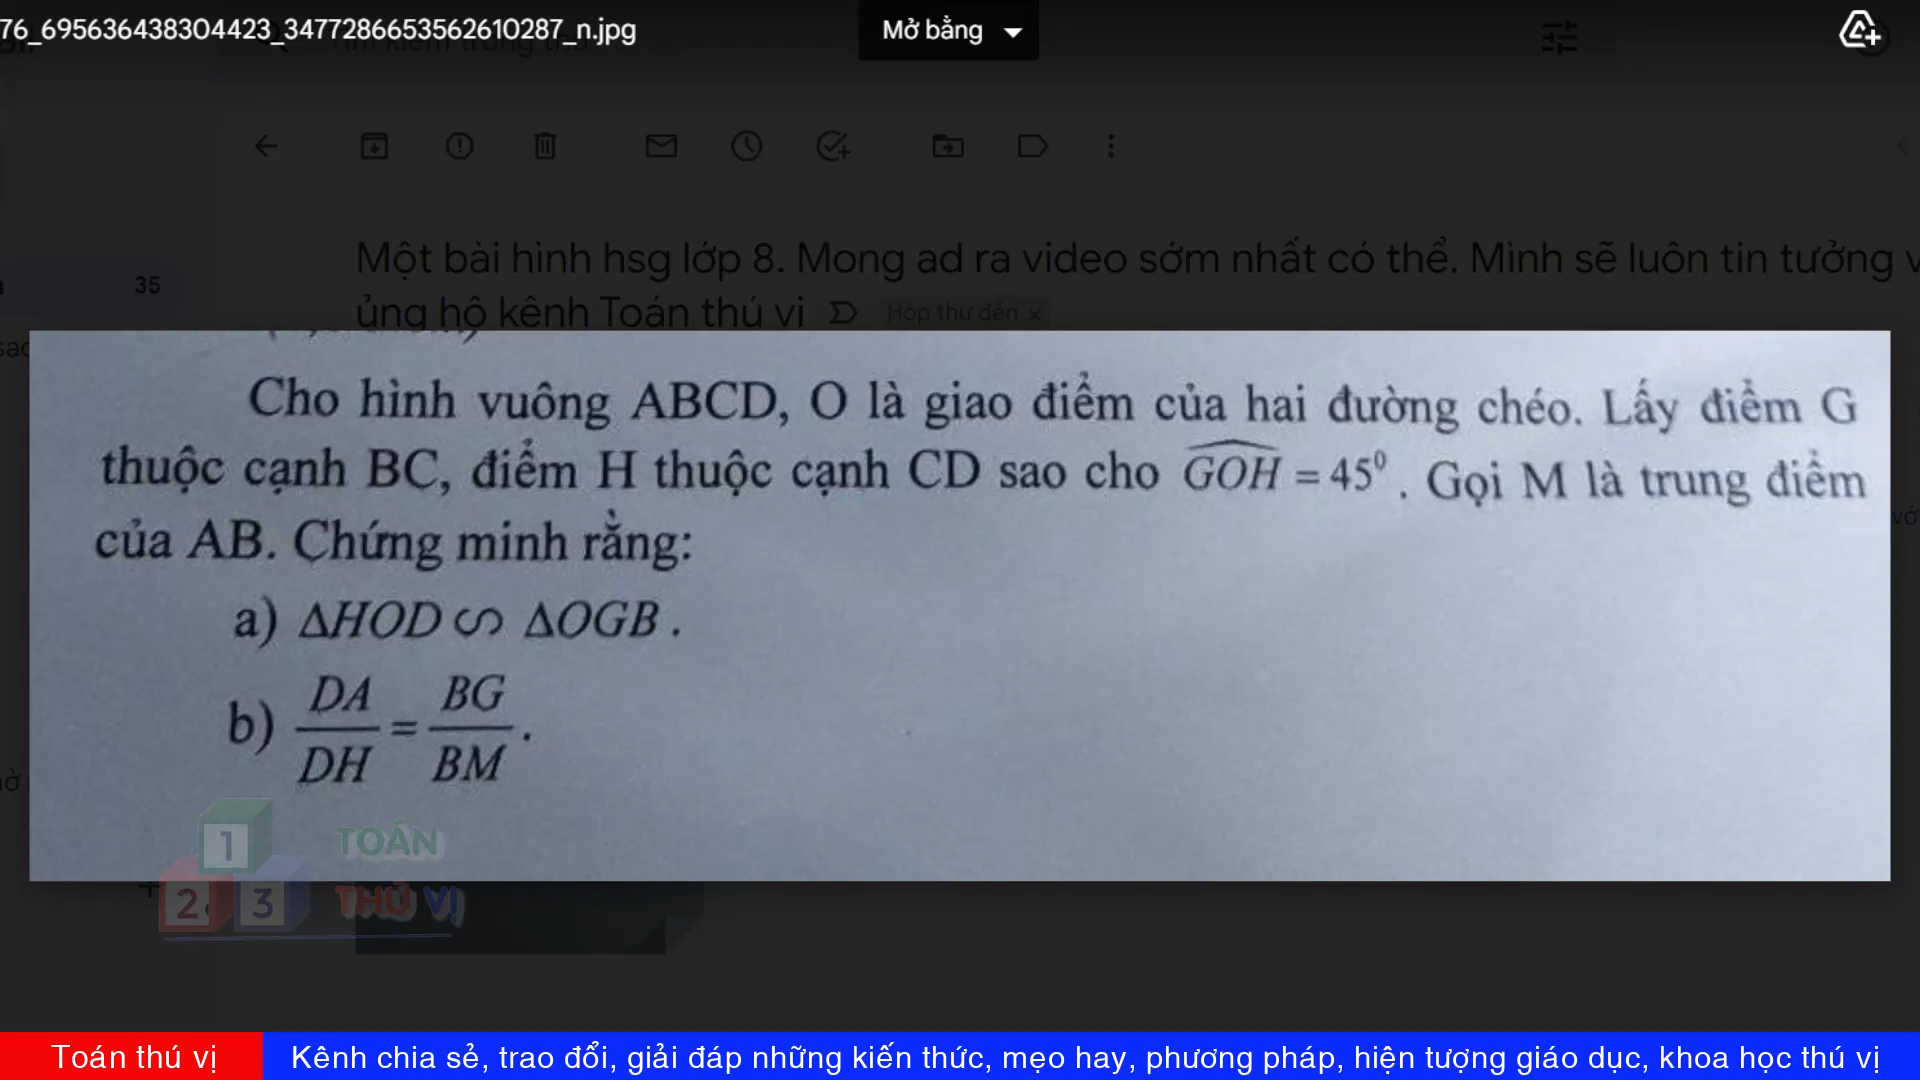 76_695636438304423_3477286653562610287_n.jpg
Mở bằng
35
Một bài hình hsg lớp 8. Mong ad ra video sớm nhất có thể. Mình sẽ luôn tin tưởng v
ủng hộ kênh Toán thú vị
Hộp thư đến ×
Cho hình vuông ABCD, O là giao điểm của hai đường chéo. Lấy điểm G
thuộc cạnh BC, điểm H thuộc cạnh CD sao cho \widehat{GOH} = 45⁰. Gọi M là trung điểm
của AB. Chứng minh rằng:
a) ΔHOD ∽ ΔOGB.
b) DA/DH = BG/BM.
1
2 3
TOÁN
THÚ VỊ
Toán thú vị
Kênh chia sẻ, trao đổi, giải đáp những kiến thức, mẹo hay, phương pháp, hiện tượng giáo dục, khoa học thú vị